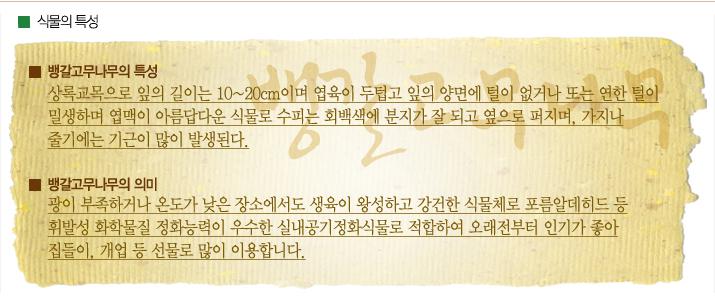 식물의 특성
뱅갈고무나무
뱅갈고무나무의 특성
상록교목으로 잎의 길이는 10~20cm이며 엽육이 두텁고 잎의 양면에 털이 없거나 또는 연한 털이
밀생하며 엽맥이 아름답다운 식물로 수피는 회백색에 분지가 잘 되고 옆으로 퍼지며, 가지나
줄기에는 기근이 많이 발생된다.
뱅갈고무나무의 의미
광이 부족하거나 온도가 낮은 장소에서도 생육이 왕성하고 강건한 식물체로 포름알데히드 등
휘발성 화학물질 정화능력이 우수한 실내공기정화식물로 적합하여 오래전부터 인기가 좋아
집들이, 개업 등 선물로 많이 이용합니다.